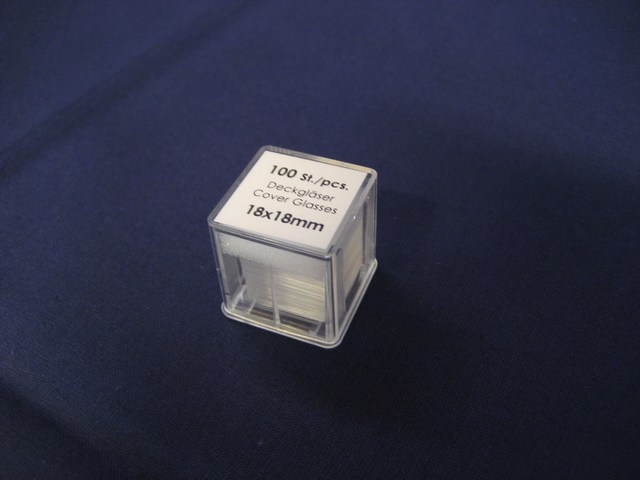 100 St./pcs.
Deckgläser
Cover Glasses
18x18mm